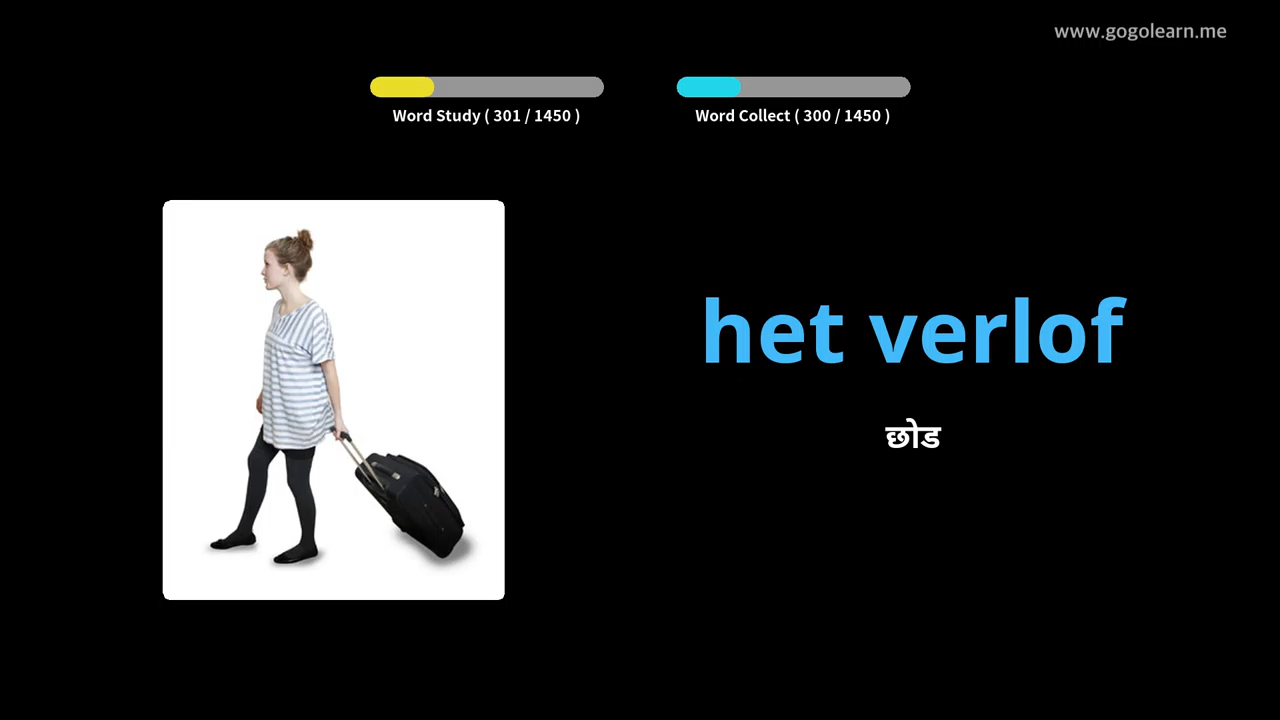 www.gogolearn.me
Word Study ( 301 / 1450 )
Word Collect ( 300 / 1450 )
het verlof
छोड